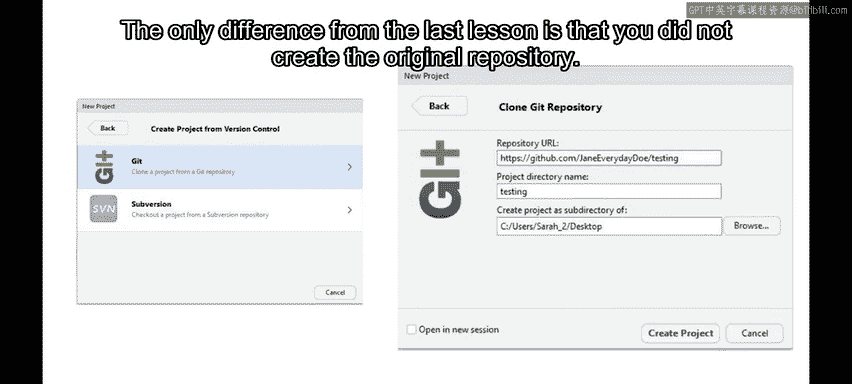 GPT中英字幕课程资源@bilibili.com
The only difference from the last lesson is that you did not
create the original repository.
New Project
Back
Create Project from Version Control
Git
Clone a project from a Git repository
SVN
Subversion
Checkout a project from a Subversion repository
Cancel
New Project
Back
Clone Git Repository
git
Repository URL:
https://github.com/JaneEverydayDoe/testing
Project directory name:
testing
Create project as subdirectory of:
C:/Users/Sarah_2/Desktop
Browse...
Open in new session
Create Project
Cancel